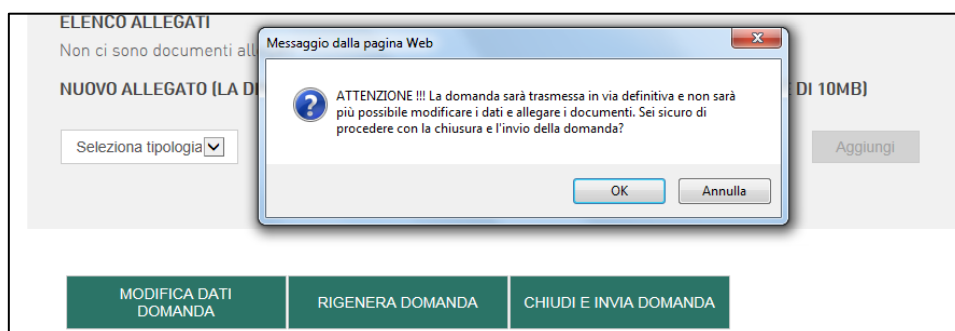 ELENCO ALLEGATI
Non ci sono documenti all
Messaggio dalla pagina Web
NUOVO ALLEGATO (LA DI
DI 10MB)
ATTENZIONE !!! La domanda sarà trasmessa in via definitiva e non sarà
più possibile modificare i dati e allegare i documenti. Sei sicuro di
procedere con la chiusura e l'invio della domanda?
Seleziona tipologia
Aggiungi
OK
Annulla
MODIFICA DATI
DOMANDA
RIGENERA DOMANDA
CHIUDI E INVIA DOMANDA